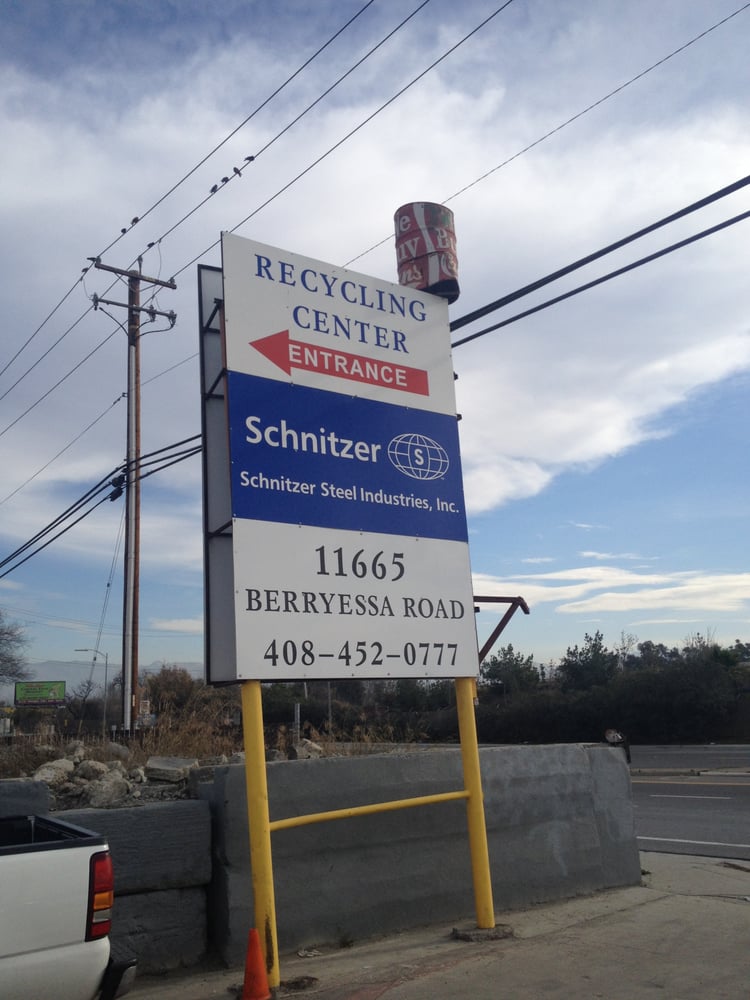 RECYCLING
CENTER
ENTRANCE
Schnitzer S
Schnitzer Steel Industries, Inc.
11665
BERRYESSA ROAD
408-452-0777